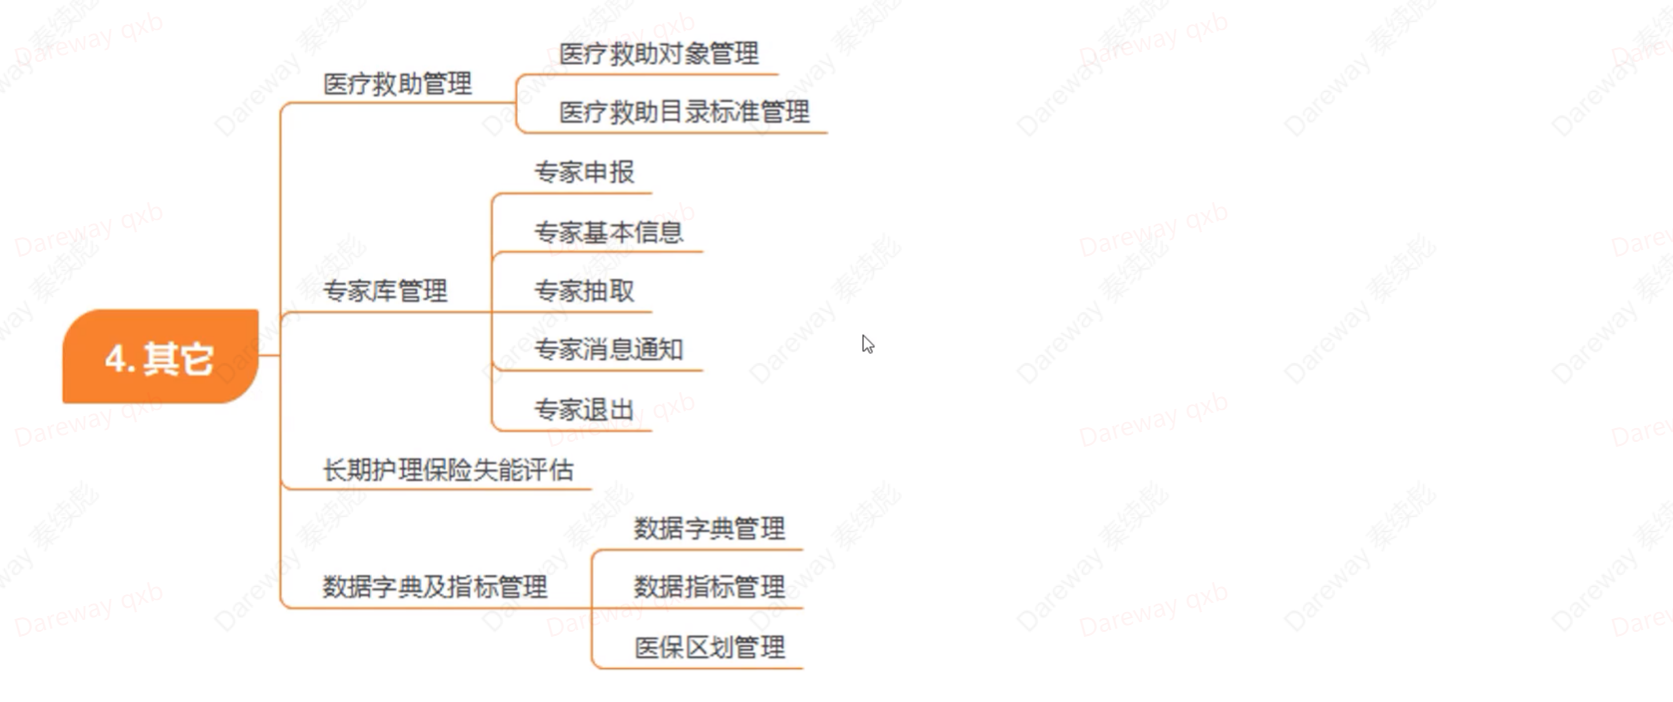 医疗救助对象管理
医疗救助管理
医疗救助目录标准管理
专家申报
专家基本信息
专家库管理
专家抽取
4. 其它
专家消息通知
专家退出
长期护理保险失能评估
数据字典管理
数据字典及指标管理
数据指标管理
医保区划管理
Dareway qxb
Dareway 秦续彪